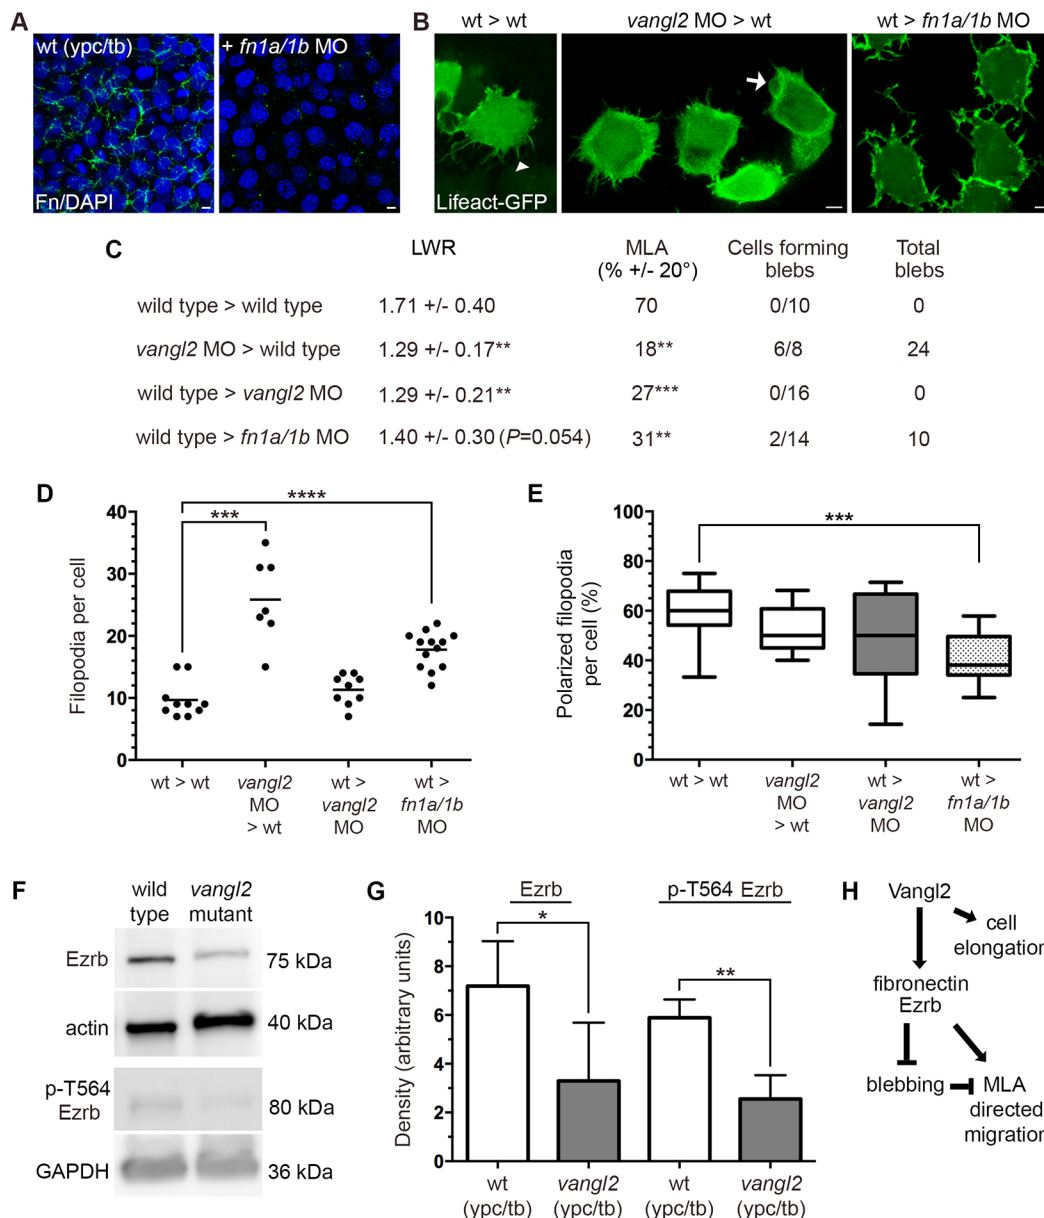 A
wt (ypc/tb)
+ fn1a/1b MO
Fn/DAPI
B
wt > wt
vangl2 MO > wt
wt > fn1a/1b MO
Lifeact-GFP
C
LWR
MLA
(% +/- 20°)
Cells forming
blebs
Total
blebs
wild type > wild type 1.71 +/- 0.40 70 0/10 0
vangl2 MO > wild type 1.29 +/- 0.17** 18** 6/8 24
wild type > vangl2 MO 1.29 +/- 0.21** 27*** 0/16 0
wild type > fn1a/1b MO 1.40 +/- 0.30 (P=0.054) 31** 2/14 10
D
Filopodia per cell
40
30
20
10
0
***
****
wt > wt
vangl2
MO
> wt
wt >
vangl2
MO
wt >
fn1a/1b
MO
E
Polarized filopodia
per cell (%)
100
80
60
40
20
0
***
wt > wt
vangl2
MO
> wt
wt >
vangl2
MO
wt >
fn1a/1b
MO
F
wild
type
vangl2
mutant
Ezrb
75 kDa
actin
40 kDa
p-T564
Ezrb
80 kDa
GAPDH
36 kDa
G
Ezrb
p-T564 Ezrb
Density (arbitrary units)
10
8
6
4
2
0
*
**
wt
(ypc/tb)
vangl2
(ypc/tb)
wt
(ypc/tb)
vangl2
(ypc/tb)
H
Vangl2
cell
elongation
fibronectin
Ezrb
blebbing
MLA
directed
migration